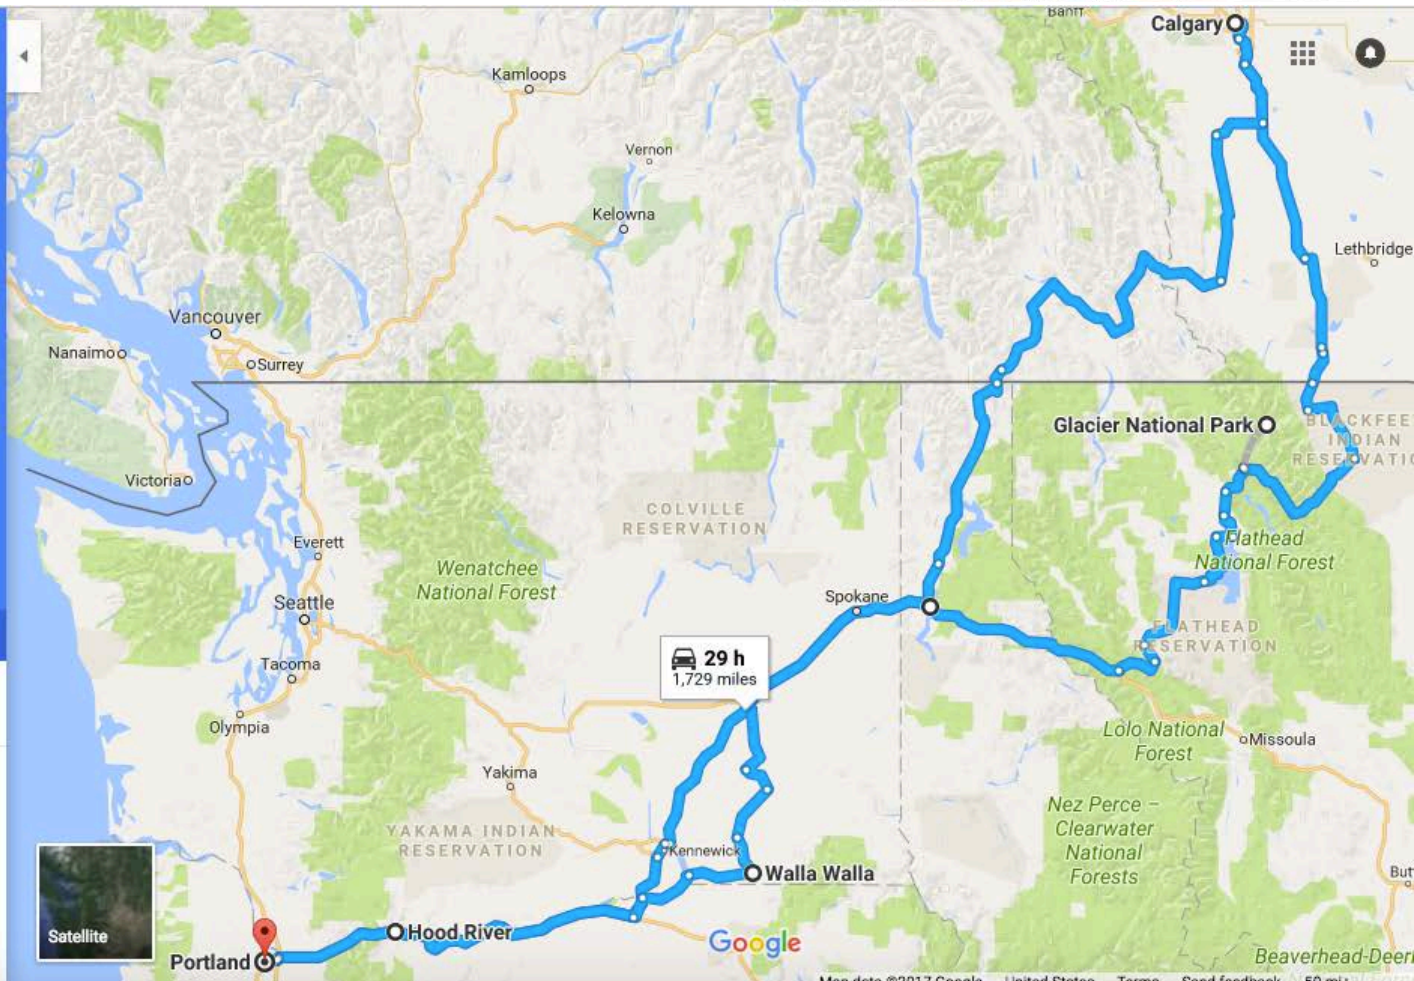 Banff
Calgary
Kamloops
Vernon
Kelowna
Lethbridge
Vancouver
Nanaimo
Surrey
Glacier National Park
BLACKFEET
INDIAN
RESERVATIO
Victoria
COLVILLE
RESERVATION
Everett
Flathead
National Forest
Wenatchee
National Forest
Spokane
Seattle
FLATHEAD
RESERVATION
29 h
1,729 miles
Tacoma
Olympia
Lolo National
Forest
Missoula
Yakima
Nez Perce –
Clearwater
National
Forests
YAKAMA INDIAN
RESERVATION
Kennewick
Walla Walla
But
Satellite
Hood River
Google
Portland
Beaverhead-Deerl
Map data ©2017 Google United States Terms Send feedback 50 mi